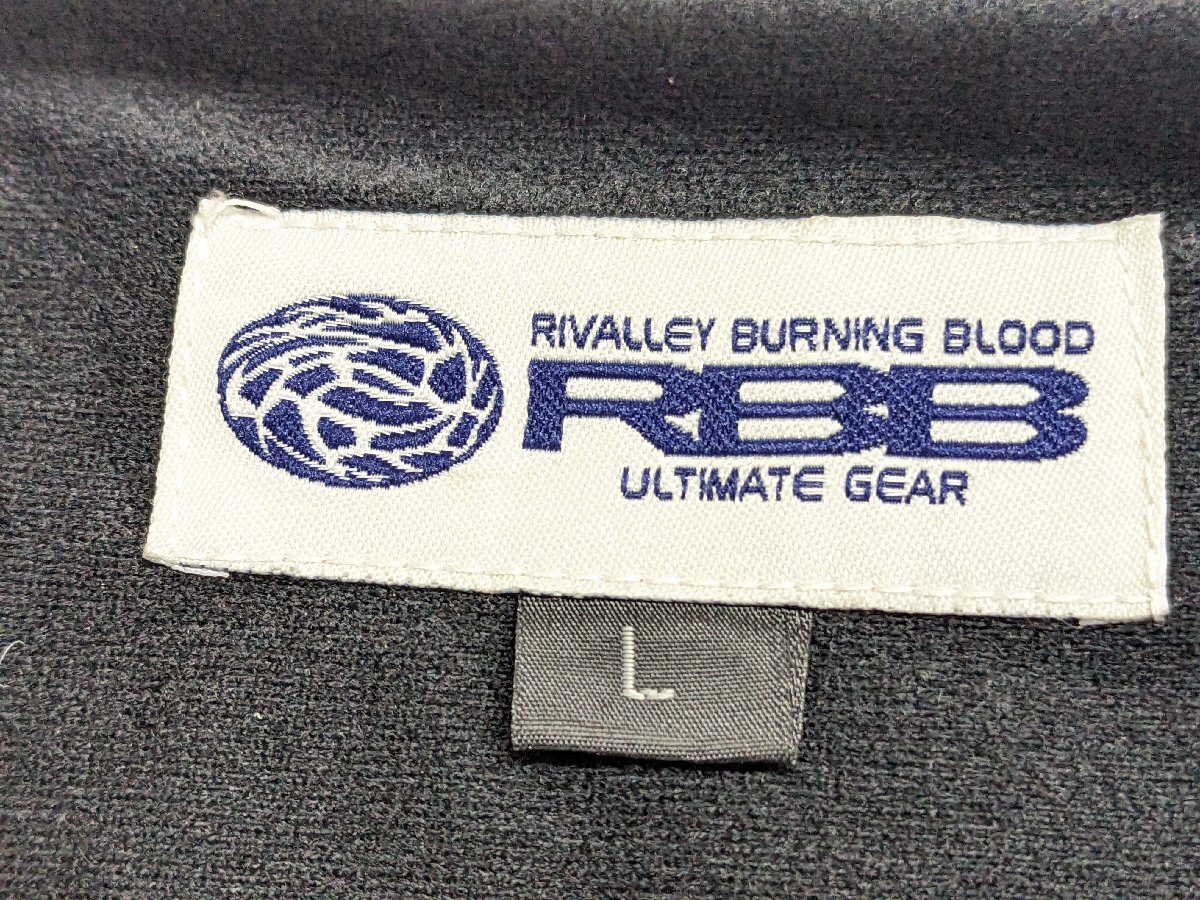 RIVALLEY BURNING BLOOD
RBB
ULTIMATE GEAR
L